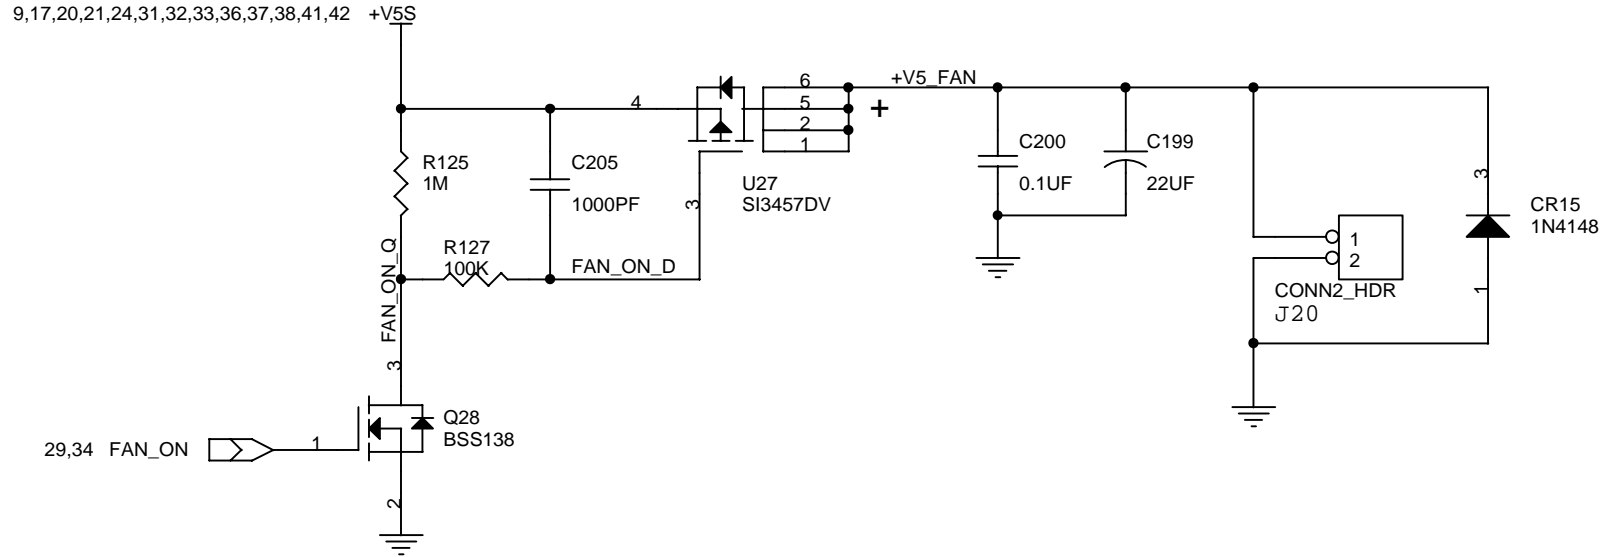 9,17,20,21,24,31,32,33,36,37,38,41,42 +V5S
4
6
5
2
1
+V5_FAN
+
R125
1M
C205
1000PF
U27
SI3457DV
3
C200
0.1UF
C199
22UF
3
CR15
1N4148
1
1
2
CONN2_HDR
J20
FAN_ON_Q
R127
100K
FAN_ON_D
3
Q28
BSS138
29,34 FAN_ON
1
2